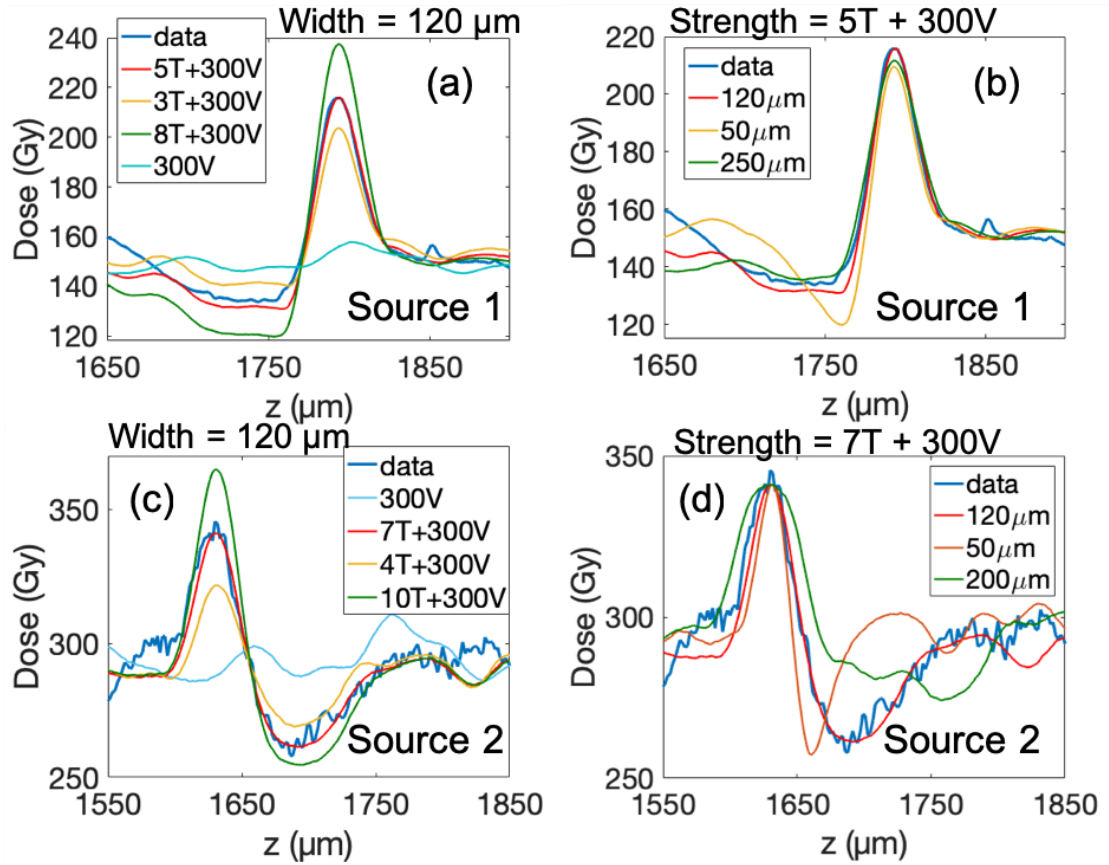 Width = 120 μm
240
220
200
180
160
140
120
Dose (Gy)
data
5T+300V
3T+300V
8T+300V
300V
(a)
Source 1
1650
1750
1850
z (μm)
Strength = 5T + 300V
220
200
180
160
140
120
Dose (Gy)
data
120μm
50μm
250μm
(b)
Source 1
1650
1750
1850
z (μm)
Width = 120 μm
350
300
250
Dose (Gy)
(c)
data
300V
7T+300V
4T+300V
10T+300V
Source 2
1550
1650
1750
1850
z (μm)
Strength = 7T + 300V
350
300
250
Dose (Gy)
(d)
data
120μm
50μm
200μm
Source 2
1550
1650
1750
1850
z (μm)